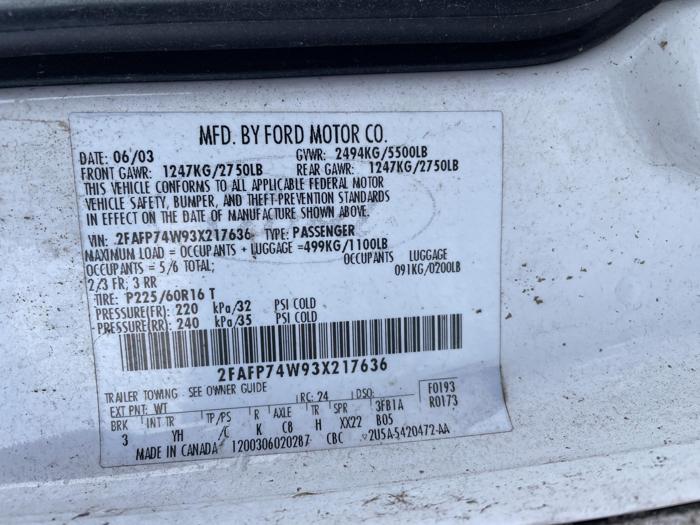 MFD. BY FORD MOTOR CO.
DATE: 06/03 GVWR: 2494KG/5500LB
FRONT GAWR: 1247KG/2750LB REAR GAWR: 1247KG/2750LB
THIS VEHICLE CONFORMS TO ALL APPLICABLE FEDERAL MOTOR
VEHICLE SAFETY, BUMPER, AND THEFT PREVENTION STANDARDS
IN EFFECT ON THE DATE OF MANUFACTURE SHOWN ABOVE.
VIN: 2FAFP74W93X217636 TYPE: PASSENGER
MAXIMUM LOAD = OCCUPANTS + LUGGAGE = 499KG/1100LB
OCCUPANTS = 5/6 TOTAL; OCCUPANTS LUGGAGE
2/3 FR; 3 RR 091KG/0200LB
TIRE: P225/60R16 T
PRESSURE(FR): 220 kPa/32 PSI COLD
PRESSURE(RR): 240 kPa/35 PSI COLD
2FAFP74W93X217636
TRAILER TOWING - SEE OWNER GUIDE
EXT PNT: WT RC: 24 DSO: F0193
BRK INT TR TP/PS R AXLE TR SPR 3FB1A R0173
3 YH /C K C8 H XX22 B05
MADE IN CANADA 1200306020287 CBC 2U5A-5420472-AA